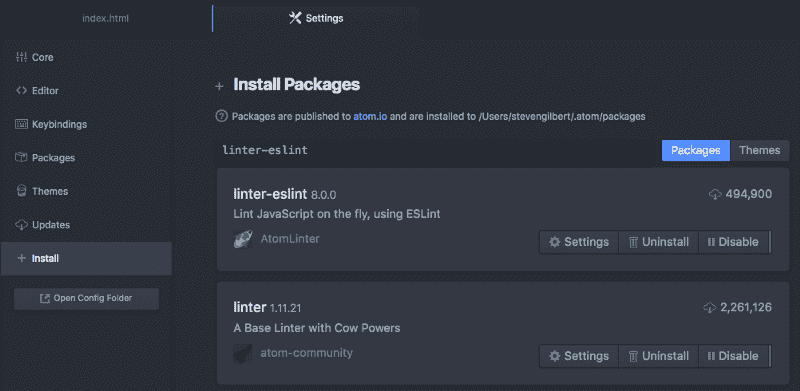 index.html
Settings
Core
Editor
Keybindings
Packages
Themes
Updates
+ Install
Open Config Folder
+ Install Packages
? Packages are published to atom.io and are installed to /Users/stevengilbert/.atom/packages
linter-eslint
Packages Themes
linter-eslint 8.0.0
494,900
Lint JavaScript on the fly, using ESLint
AtomLinter
Settings Uninstall Disable
linter 1.11.21
2,261,126
A Base Linter with Cow Powers
atom-community
Settings Uninstall Disable